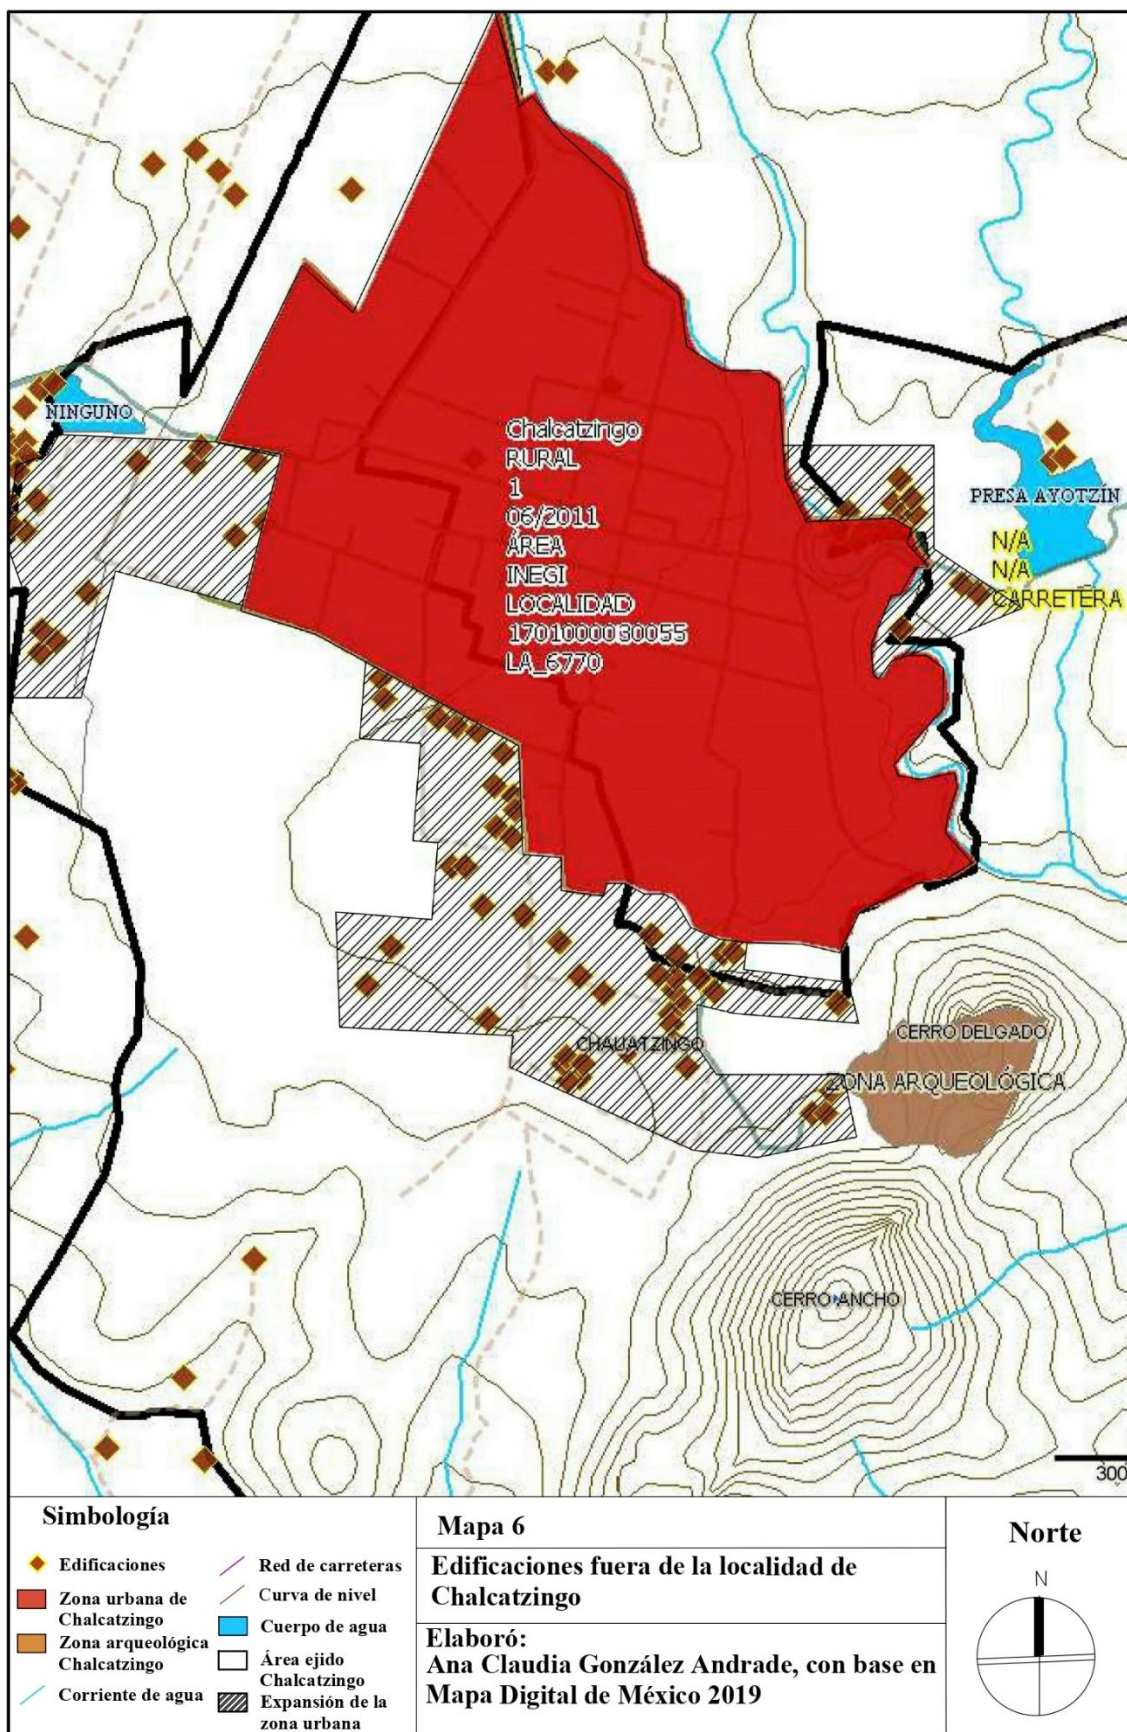 NINGUNO
Chalcatzingo
RURAL
1
06/2011
ÁREA
INEGI
LOCALIDAD
1701000030055
LA_6770
PRESA AYOTZÍN
N/A
N/A
CARRETERA
CERRO DELGADO
CHALATZINGO
ZONA ARQUEOLÓGICA
CERRO ANCHO
300
Simbología
Edificaciones
Zona urbana de
Chalcatzingo
Zona arqueológica
Chalcatzingo
Corriente de agua
Red de carreteras
Curva de nivel
Cuerpo de agua
Área ejido
Chalcatzingo
Expansión de la
zona urbana
Mapa 6
Edificaciones fuera de la localidad de
Chalcatzingo
Elaboró:
Ana Claudia González Andrade, con base en
Mapa Digital de México 2019
Norte
N